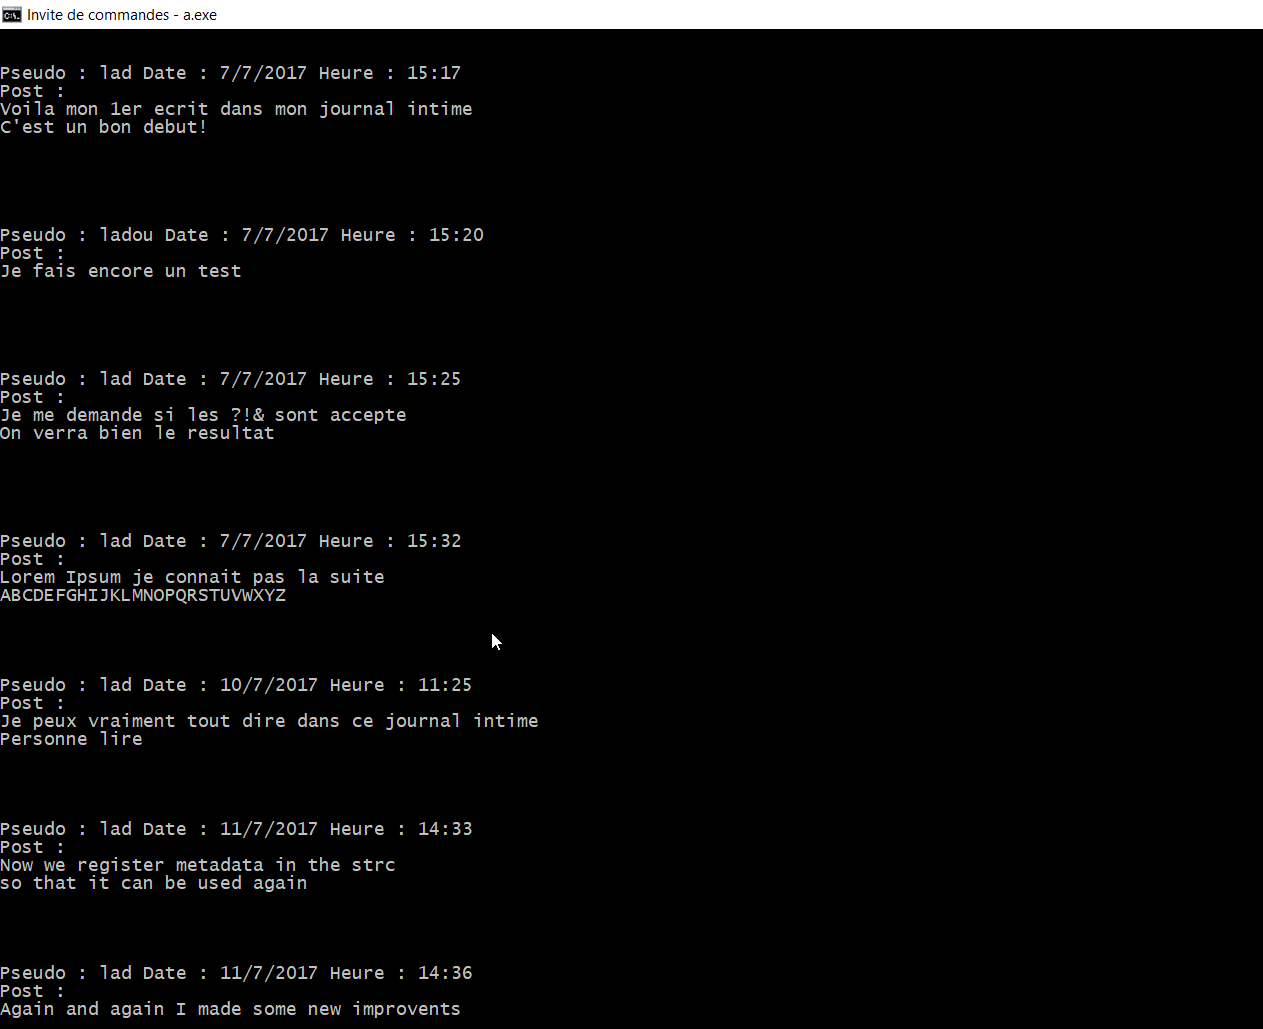 Invite de commandes - a.exe
Pseudo : lad Date : 7/7/2017 Heure : 15:17
Post :
Voila mon 1er ecrit dans mon journal intime
C'est un bon debut!
Pseudo : ladou Date : 7/7/2017 Heure : 15:20
Post :
Je fais encore un test
Pseudo : lad Date : 7/7/2017 Heure : 15:25
Post :
Je me demande si les ?!& sont accepte
On verra bien le resultat
Pseudo : lad Date : 7/7/2017 Heure : 15:32
Post :
Lorem Ipsum je connait pas la suite
ABCDEFGHIJKLMNOPQRSTUVWXYZ
Pseudo : lad Date : 10/7/2017 Heure : 11:25
Post :
Je peux vraiment tout dire dans ce journal intime
Personne lire
Pseudo : lad Date : 11/7/2017 Heure : 14:33
Post :
Now we register metadata in the strc
so that it can be used again
Pseudo : lad Date : 11/7/2017 Heure : 14:36
Post :
Again and again I made some new improvents